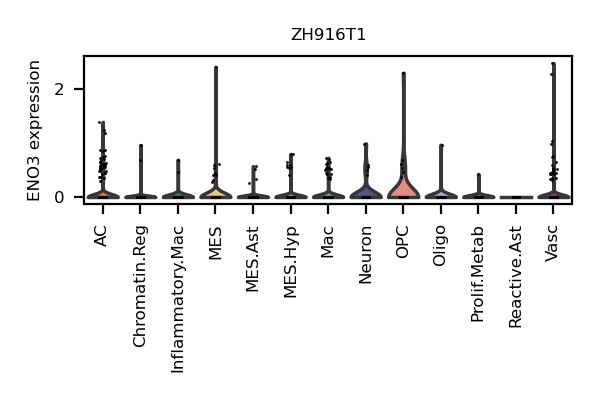 ZH916T1
ENO3 expression
2
0
AC
Chromatin.Reg
Inflammatory.Mac
MES
MES.Ast
MES.Hyp
Mac
Neuron
OPC
Oligo
Prolif.Metab
Reactive.Ast
Vasc